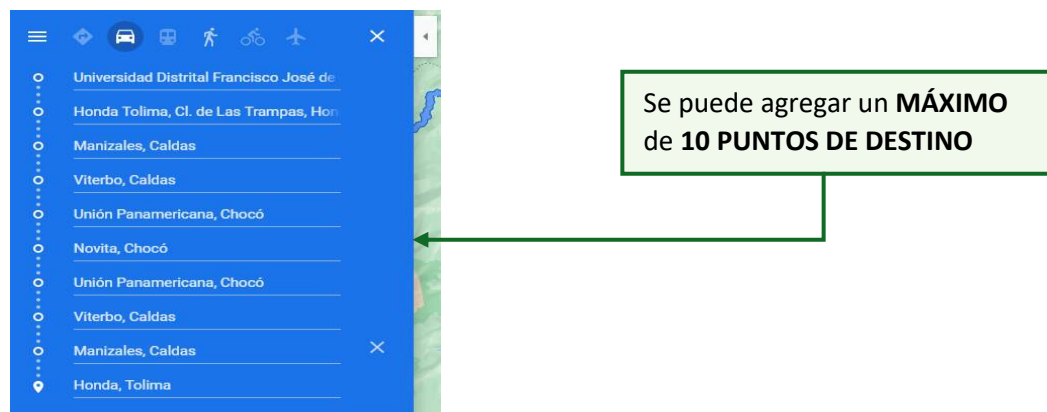 Universidad Distrital Francisco José de
Honda Tolima, Cl. de Las Trampas, Hon
Manizales, Caldas
Viterbo, Caldas
Unión Panamericana, Chocó
Novita, Chocó
Unión Panamericana, Chocó
Viterbo, Caldas
Manizales, Caldas
Honda, Tolima
Se puede agregar un MÁXIMO
de 10 PUNTOS DE DESTINO